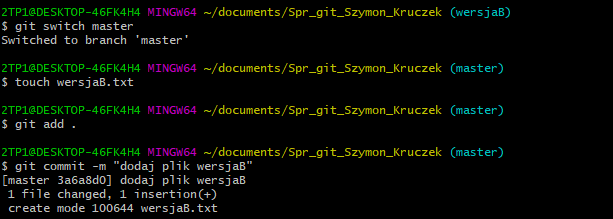 2TP1@DESKTOP-46FK4H4 MINGW64 ~/documents/Spr_git_Szymon_Kruczek (wersjaB)
$ git switch master
Switched to branch 'master'
2TP1@DESKTOP-46FK4H4 MINGW64 ~/documents/Spr_git_Szymon_Kruczek (master)
$ touch wersjaB.txt
2TP1@DESKTOP-46FK4H4 MINGW64 ~/documents/Spr_git_Szymon_Kruczek (master)
$ git add .
2TP1@DESKTOP-46FK4H4 MINGW64 ~/documents/Spr_git_Szymon_Kruczek (master)
$ git commit -m "dodaj plik wersjaB"
[master 3a6a8d0] dodaj plik wersjaB
 1 file changed, 1 insertion(+)
 create mode 100644 wersjaB.txt